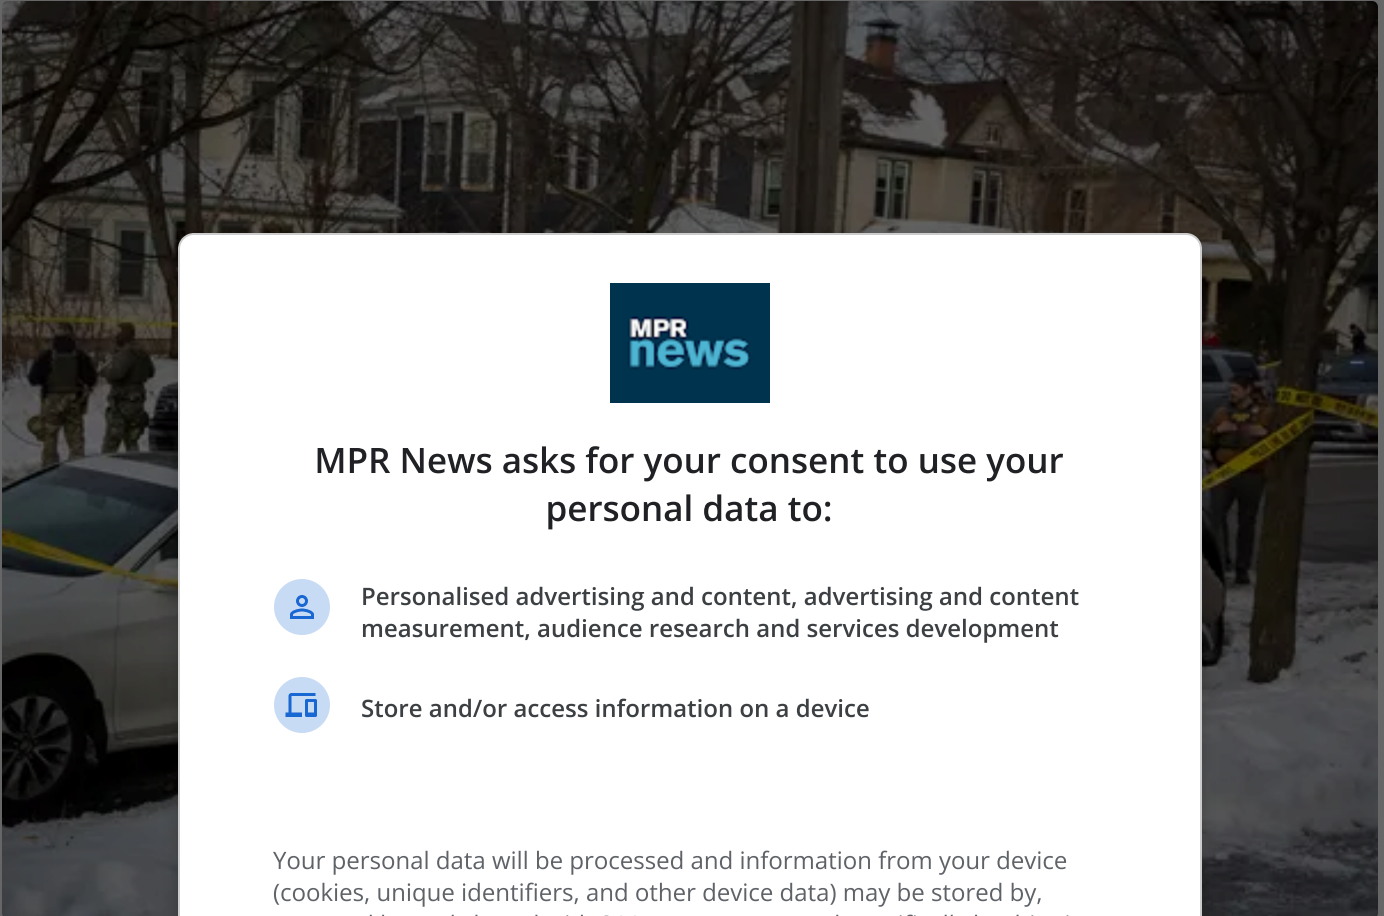 MPR
news
MPR News asks for your consent to use your
personal data to:
Personalised advertising and content, advertising and content
measurement, audience research and services development
Store and/or access information on a device
Your personal data will be processed and information from your device
(cookies, unique identifiers, and other device data) may be stored by,